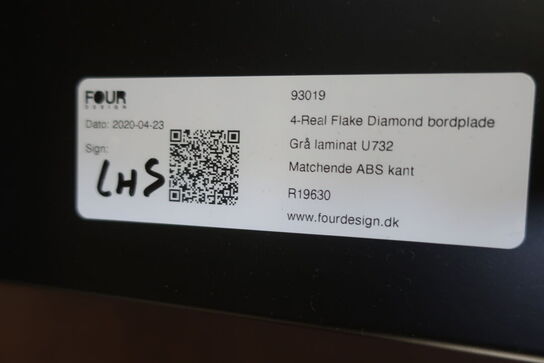 FOUR
DESIGN
Dato: 2020-04-23
Sign:
LHS
93019
4-Real Flake Diamond bordplade
Grå laminat U732
Matchende ABS kant
R19630
www.fourdesign.dk